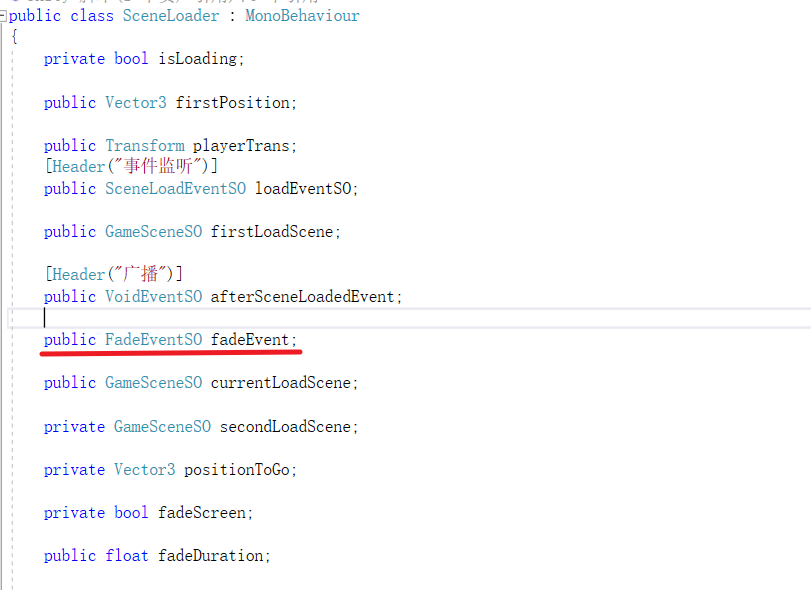 public class SceneLoader : MonoBehaviour
{
private bool isLoading;
public Vector3 firstPosition;
public Transform playerTrans;
[Header("事件监听")]
public SceneLoadEventSO loadEventSO;
public GameSceneSO firstLoadScene;
[Header("广播")]
public VoidEventSO afterSceneLoadedEvent;
public FadeEventSO fadeEvent;
public GameSceneSO currentLoadScene;
private GameSceneSO secondLoadScene;
private Vector3 positionToGo;
private bool fadeScreen;
public float fadeDuration;